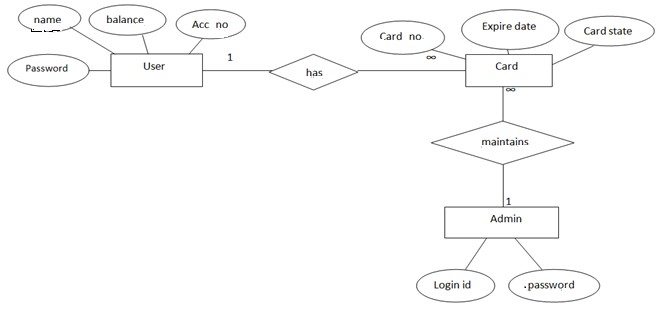 name
balance
Acc no
Password
User
1
has
Card no.
Expire date
Card state
∞
Card
∞
maintains
1
Admin
Login id
.password